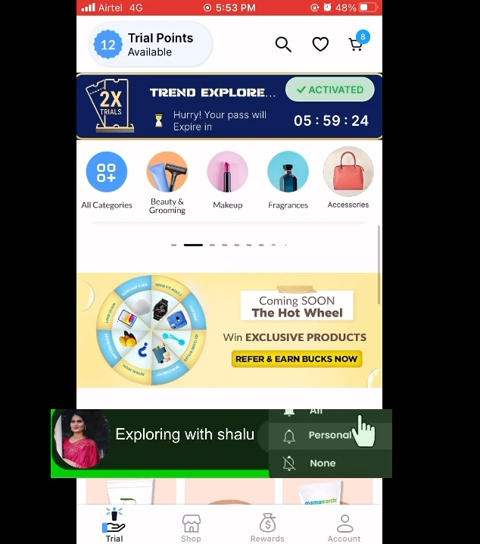 Airtel 4G 5:53 PM 48%
12 Trial Points
Available
8
2X
TRIALS
TREND EXPLORE...
ACTIVATED
Hurry! Your pass will
Expire in
05 : 59 : 24
All Categories
Beauty &
Grooming
Makeup
Fragrances
Accessories
Coming SOON
The Hot Wheel
Win EXCLUSIVE PRODUCTS
REFER & EARN BUCKS NOW
All
Exploring with shalu
Personal
None
mamaearth
Trial
Shop
Rewards
Account